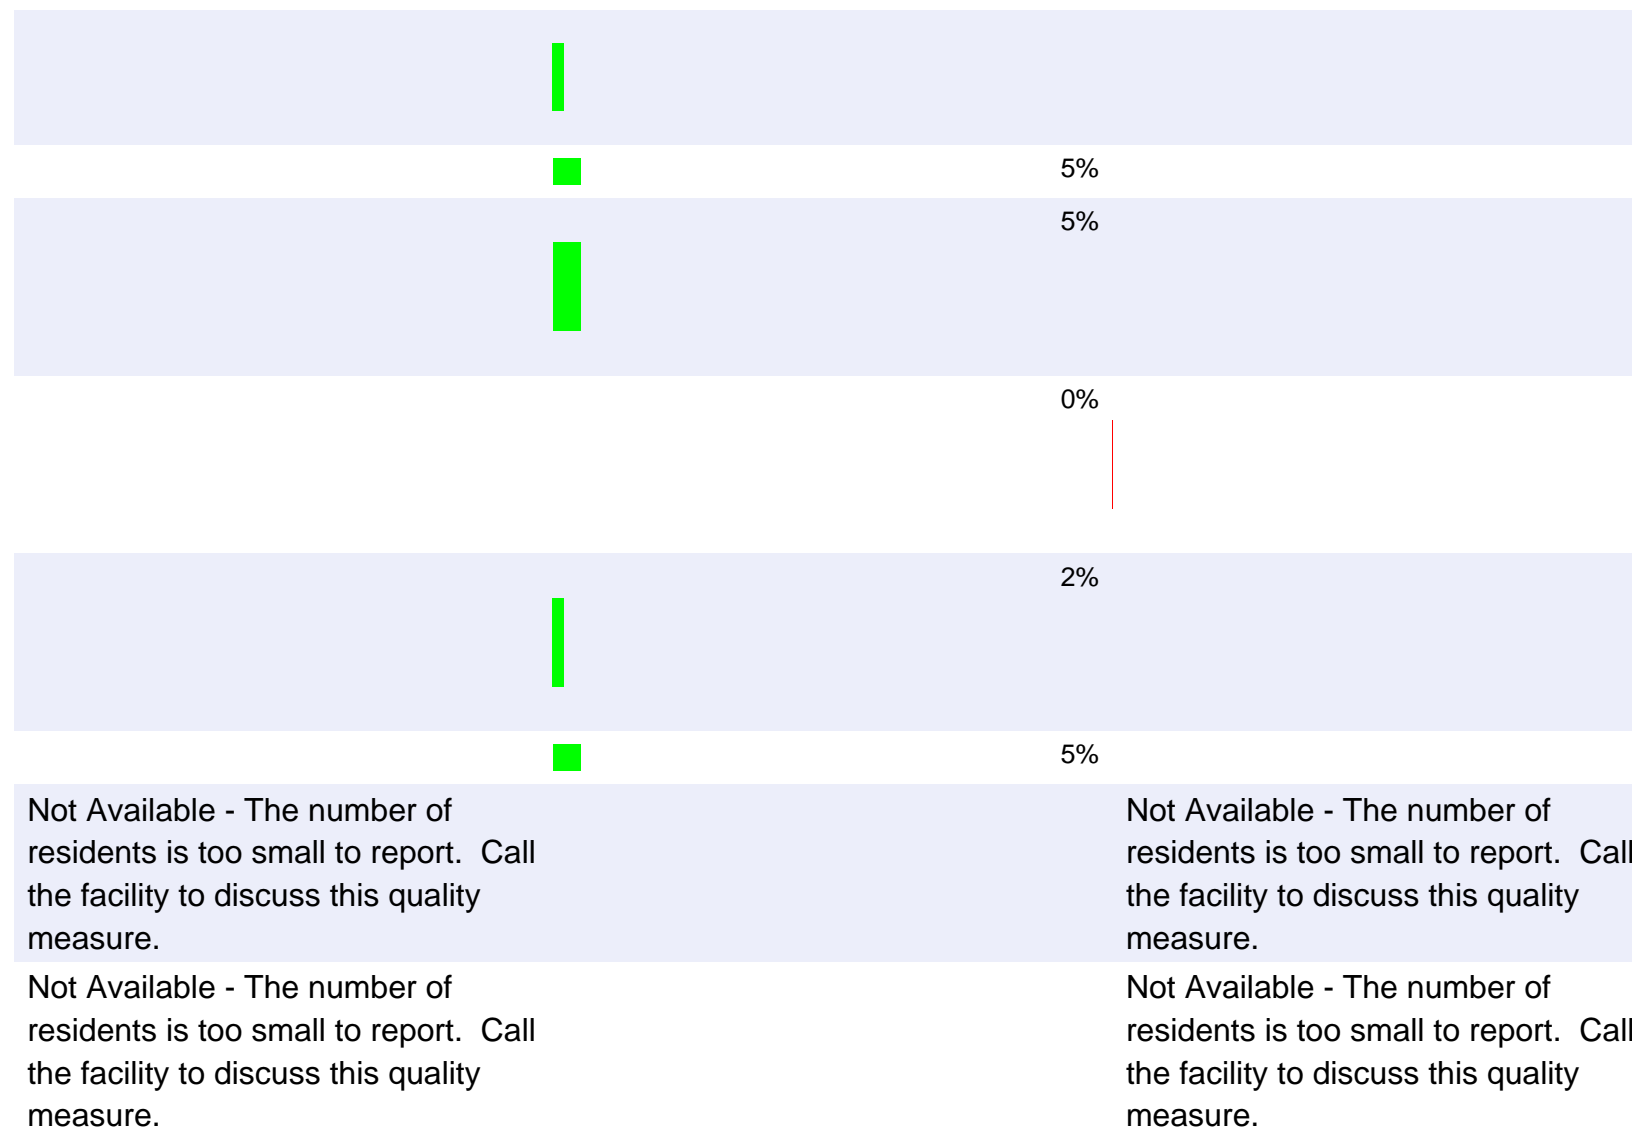 5%
5%
0%
2%
5%
Not Available - The number of
residents is too small to report.  Call
the facility to discuss this quality
measure.
Not Available - The number of
residents is too small to report.  Call
the facility to discuss this quality
measure.
Not Available - The number of
residents is too small to report.  Call
the facility to discuss this quality
measure.
Not Available - The number of
residents is too small to report.  Call
the facility to discuss this quality
measure.